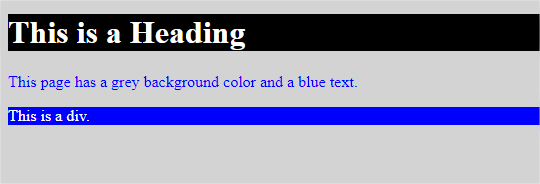 This is a Heading
This page has a grey background color and a blue text.
This is a div.